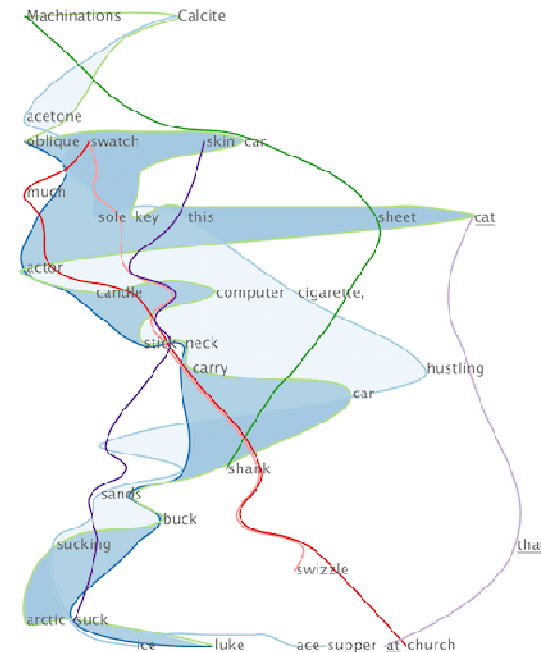 Machinations Calcite
acetone
oblique swatch skin car
much
sole key this sheet cat
actor
candle computer cigarette,
stick neck
carry hustling
car
shank
sands
buck
sucking tha
swizzle
arctic suck
ice luke ace supper at church